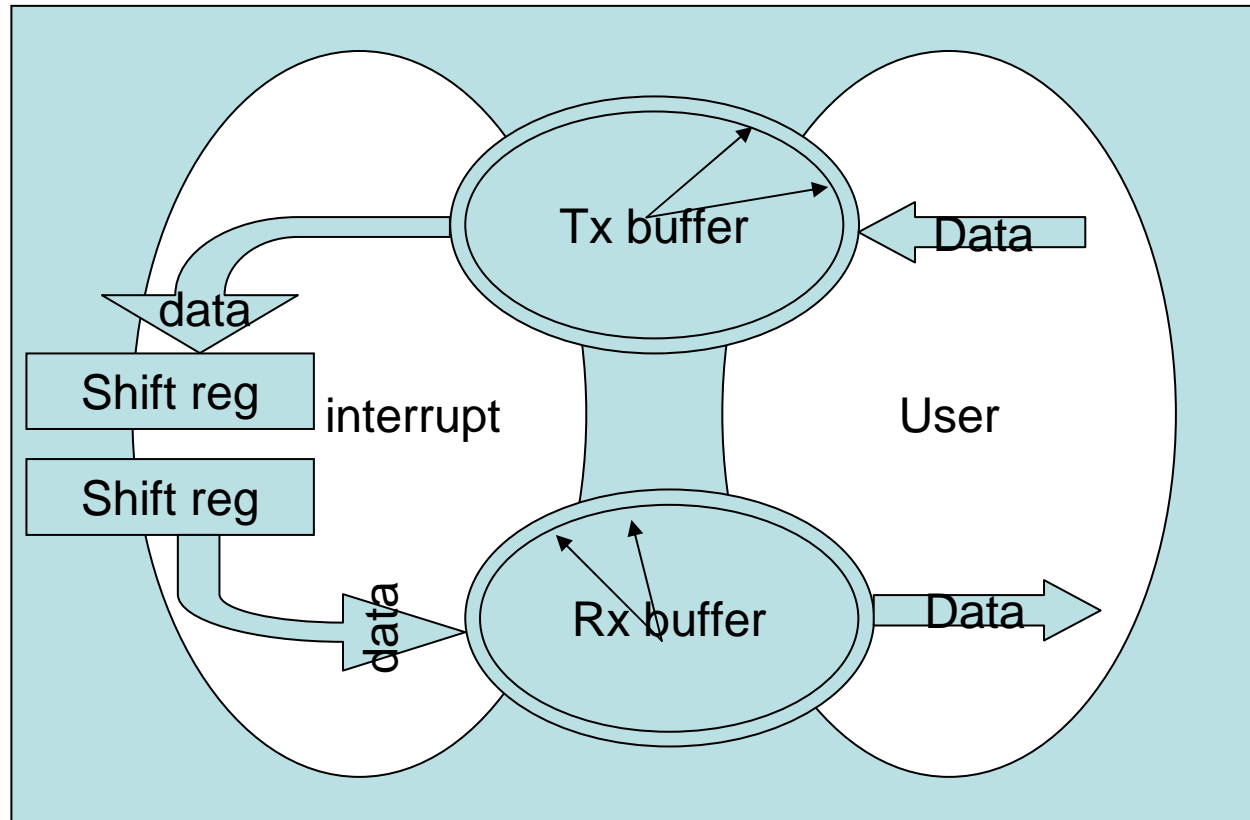 Tx buffer
Data
data
Shift reg
interrupt
User
Shift reg
data
Rx buffer
Data